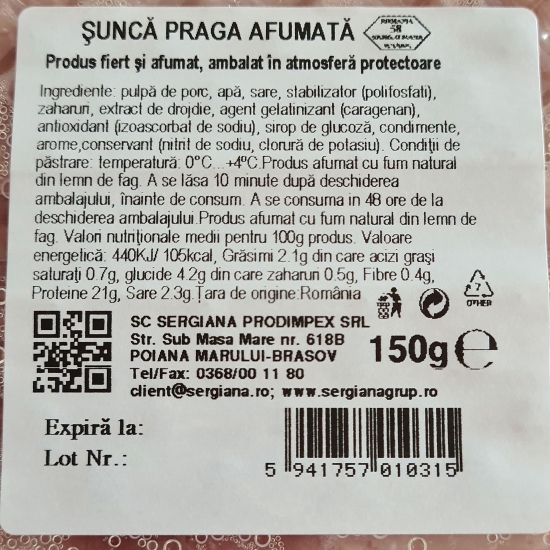 ŞUNCĂ PRAGA AFUMATĂ
ROMANIA
58
Produs fiert şi afumat, ambalat în atmosferă protectoare
Ingrediente: pulpă de porc, apă, sare, stabilizator (polifosfati),
zaharuri, extract de drojdie, agent gelatinizant (caragenan),
antioxidant (izoascorbat de sodiu), sirop de glucoză, condimente,
arome,conservant (nitrit de sodiu, clorură de potasiu). Condiţii de
păstrare: temperatură: 0°C...+4°C.Produs afumat cu fum natural
din lemn de fag. A se lăsa 10 minute după deschiderea
ambalajului, înainte de consum. A se consuma in 48 ore de la
deschiderea ambalajului.Produs afumat cu fum natural din lemn de
fag. Valori nutriţionale medii pentru 100g produs. Valoare
energetică: 440KJ/ 105kcal, Grăsimi 2.1g din care acizi graşi
saturaţi 0.7g, glucide 4.2g din care zaharuri 0.5g, Fibre 0.4g,
Proteine 21g, Sare 2.3g.Ţara de origine:România
7
OTHER
SC SERGIANA PRODIMPEX SRL
Str. Sub Masa Mare nr. 618B
POIANA MARULUI-BRASOV
Tel/Fax: 0368/00 11 80
client@sergiana.ro; www.sergianagrup.ro
150g℮
Expiră la:
Lot Nr.:
5 941757 010315